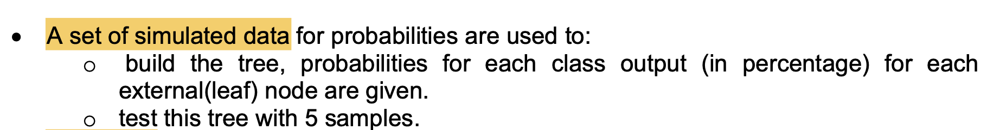 • A set of simulated data for probabilities are used to:
o build the tree, probabilities for each class output (in percentage) for each
external(leaf) node are given.
o test this tree with 5 samples.